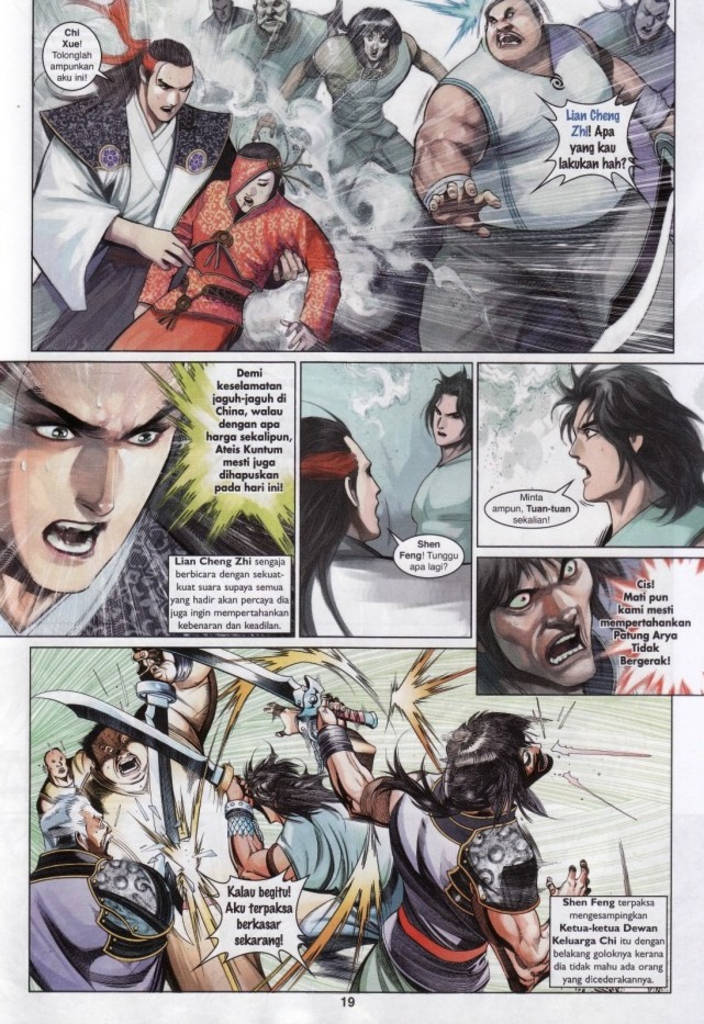 Chi
Xue!
Tolonglah
ampunkan
aku ini!
Lian Cheng
Zhi! Apa
yang kau
lakukan hah?
Demi
keselamatan
jaguh-jaguh di
China, walau
dengan apa
harga sekalipun,
Ateis Kuntum
mesti juga
dihapuskan
pada hari ini!
Lian Cheng Zhi sengaja
berbicara dengan sekuat-
kuat suara supaya semua
yang hadir akan percaya dia
juga ingin mempertahankan
kebenaran dan keadilan.
Shen
Feng! Tunggu
apa lagi?
Minta
ampun, Tuan-tuan
sekalian!
Cis!
Mati pun
kami mesti
mempertahankan
Patung Arya
Tidak
Bergerak!
Kalau begitu!
Aku terpaksa
berkasar
sekarang!
Shen Feng terpaksa
mengesampingkan
Ketua-ketua Dewan
Keluarga Chi itu dengan
belakang goloknya kerana
dia tidak mahu ada orang
yang dicederakannya.
19